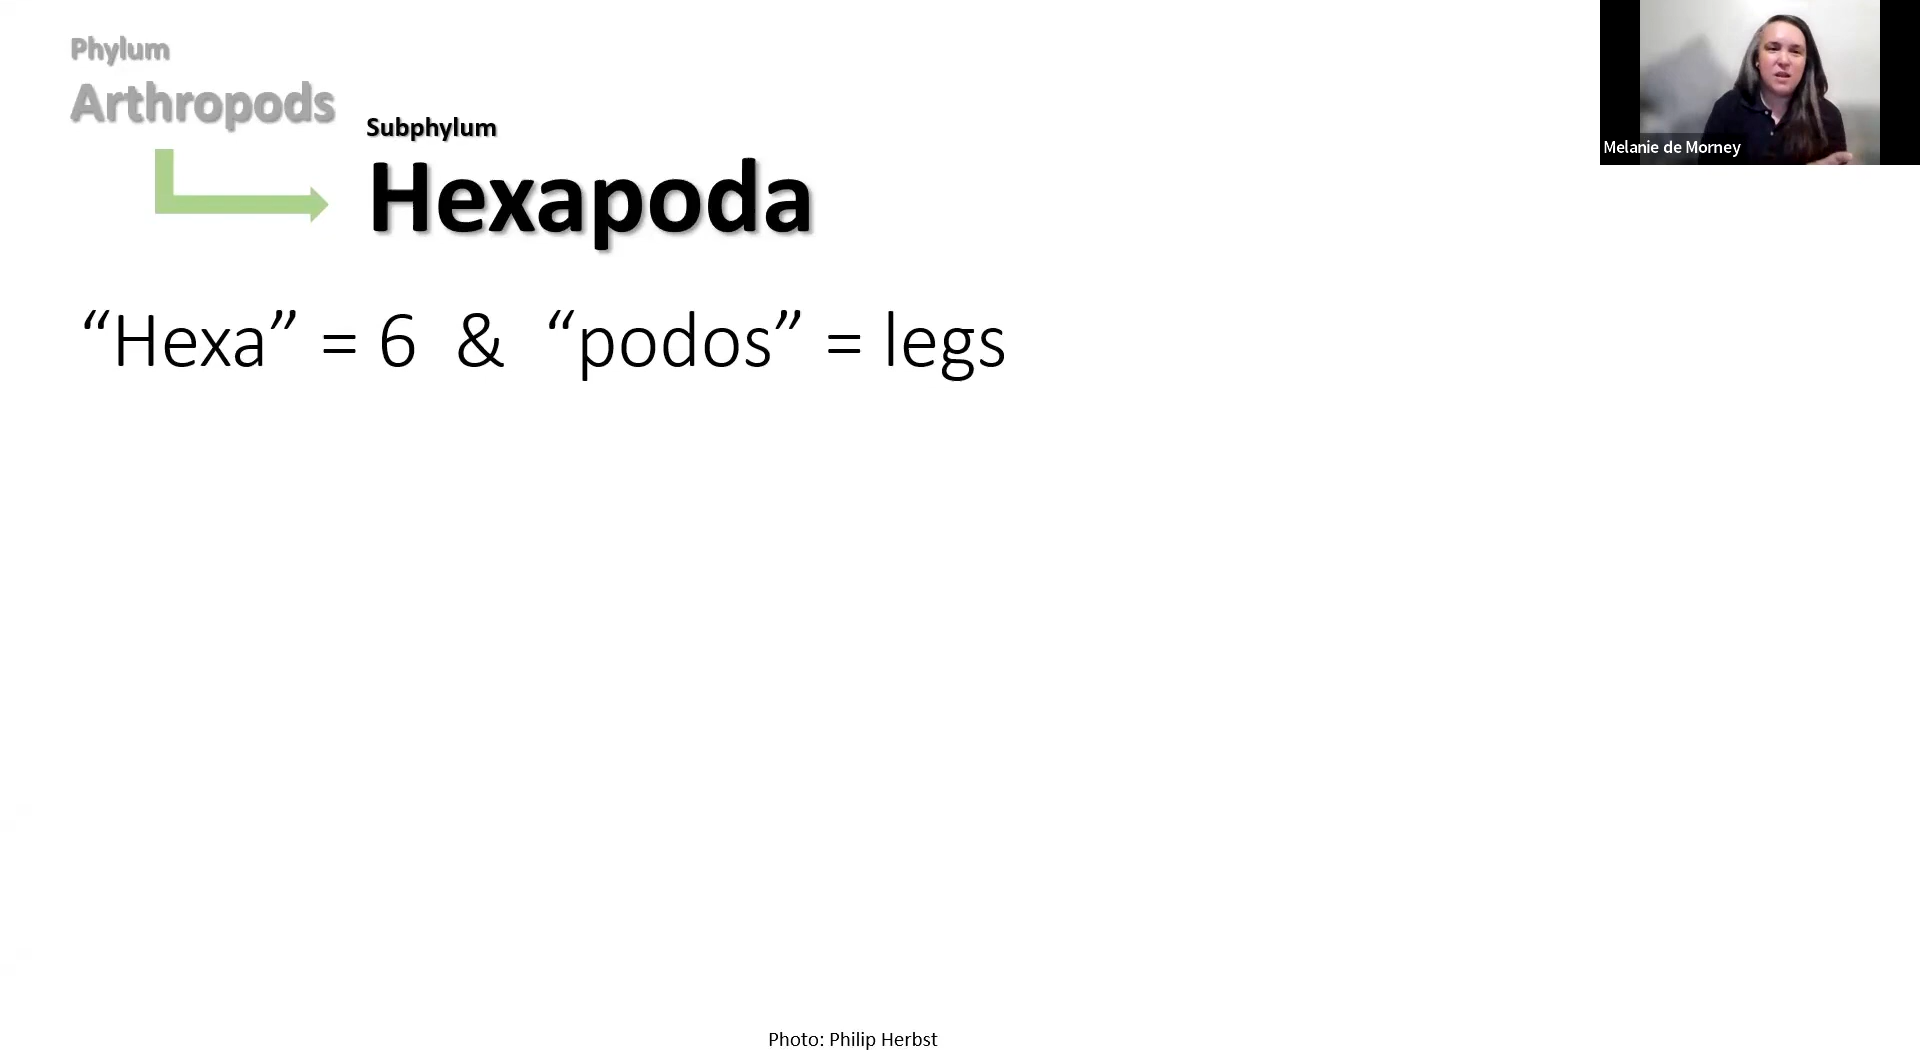 Phylum
Arthropods
Subphylum
Hexapoda
“Hexa” = 6 & “podos” = legs
Melanie de Morney
Photo: Philip Herbst